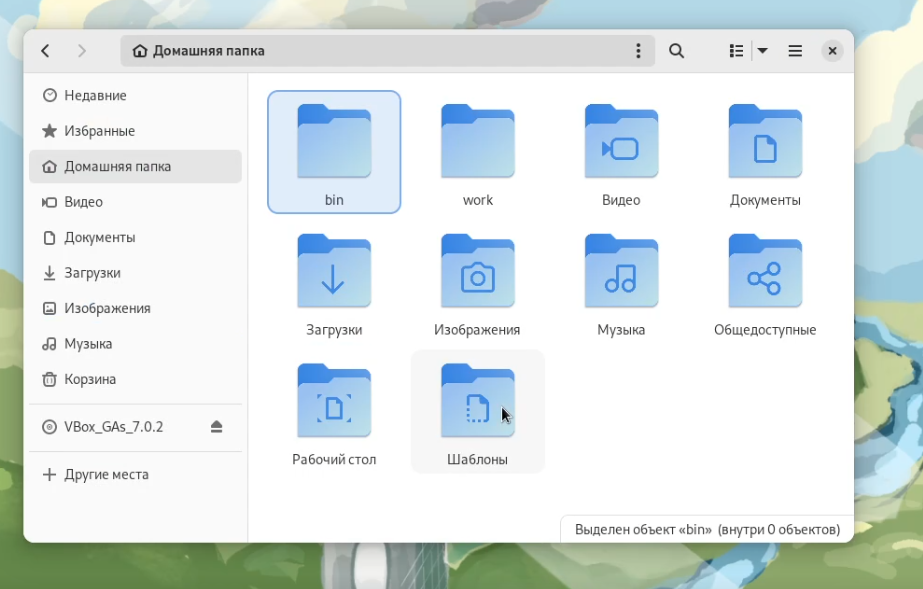 Домашняя папка
Недавние
Избранные
Домашняя папка
Видео
Документы
Загрузки
Изображения
Музыка
Корзина
VBox_GAs_7.0.2
Другие места
bin
work
Видео
Документы
Загрузки
Изображения
Музыка
Общедоступные
Рабочий стол
Шаблоны
Выделен объект «bin» (внутри 0 объектов)